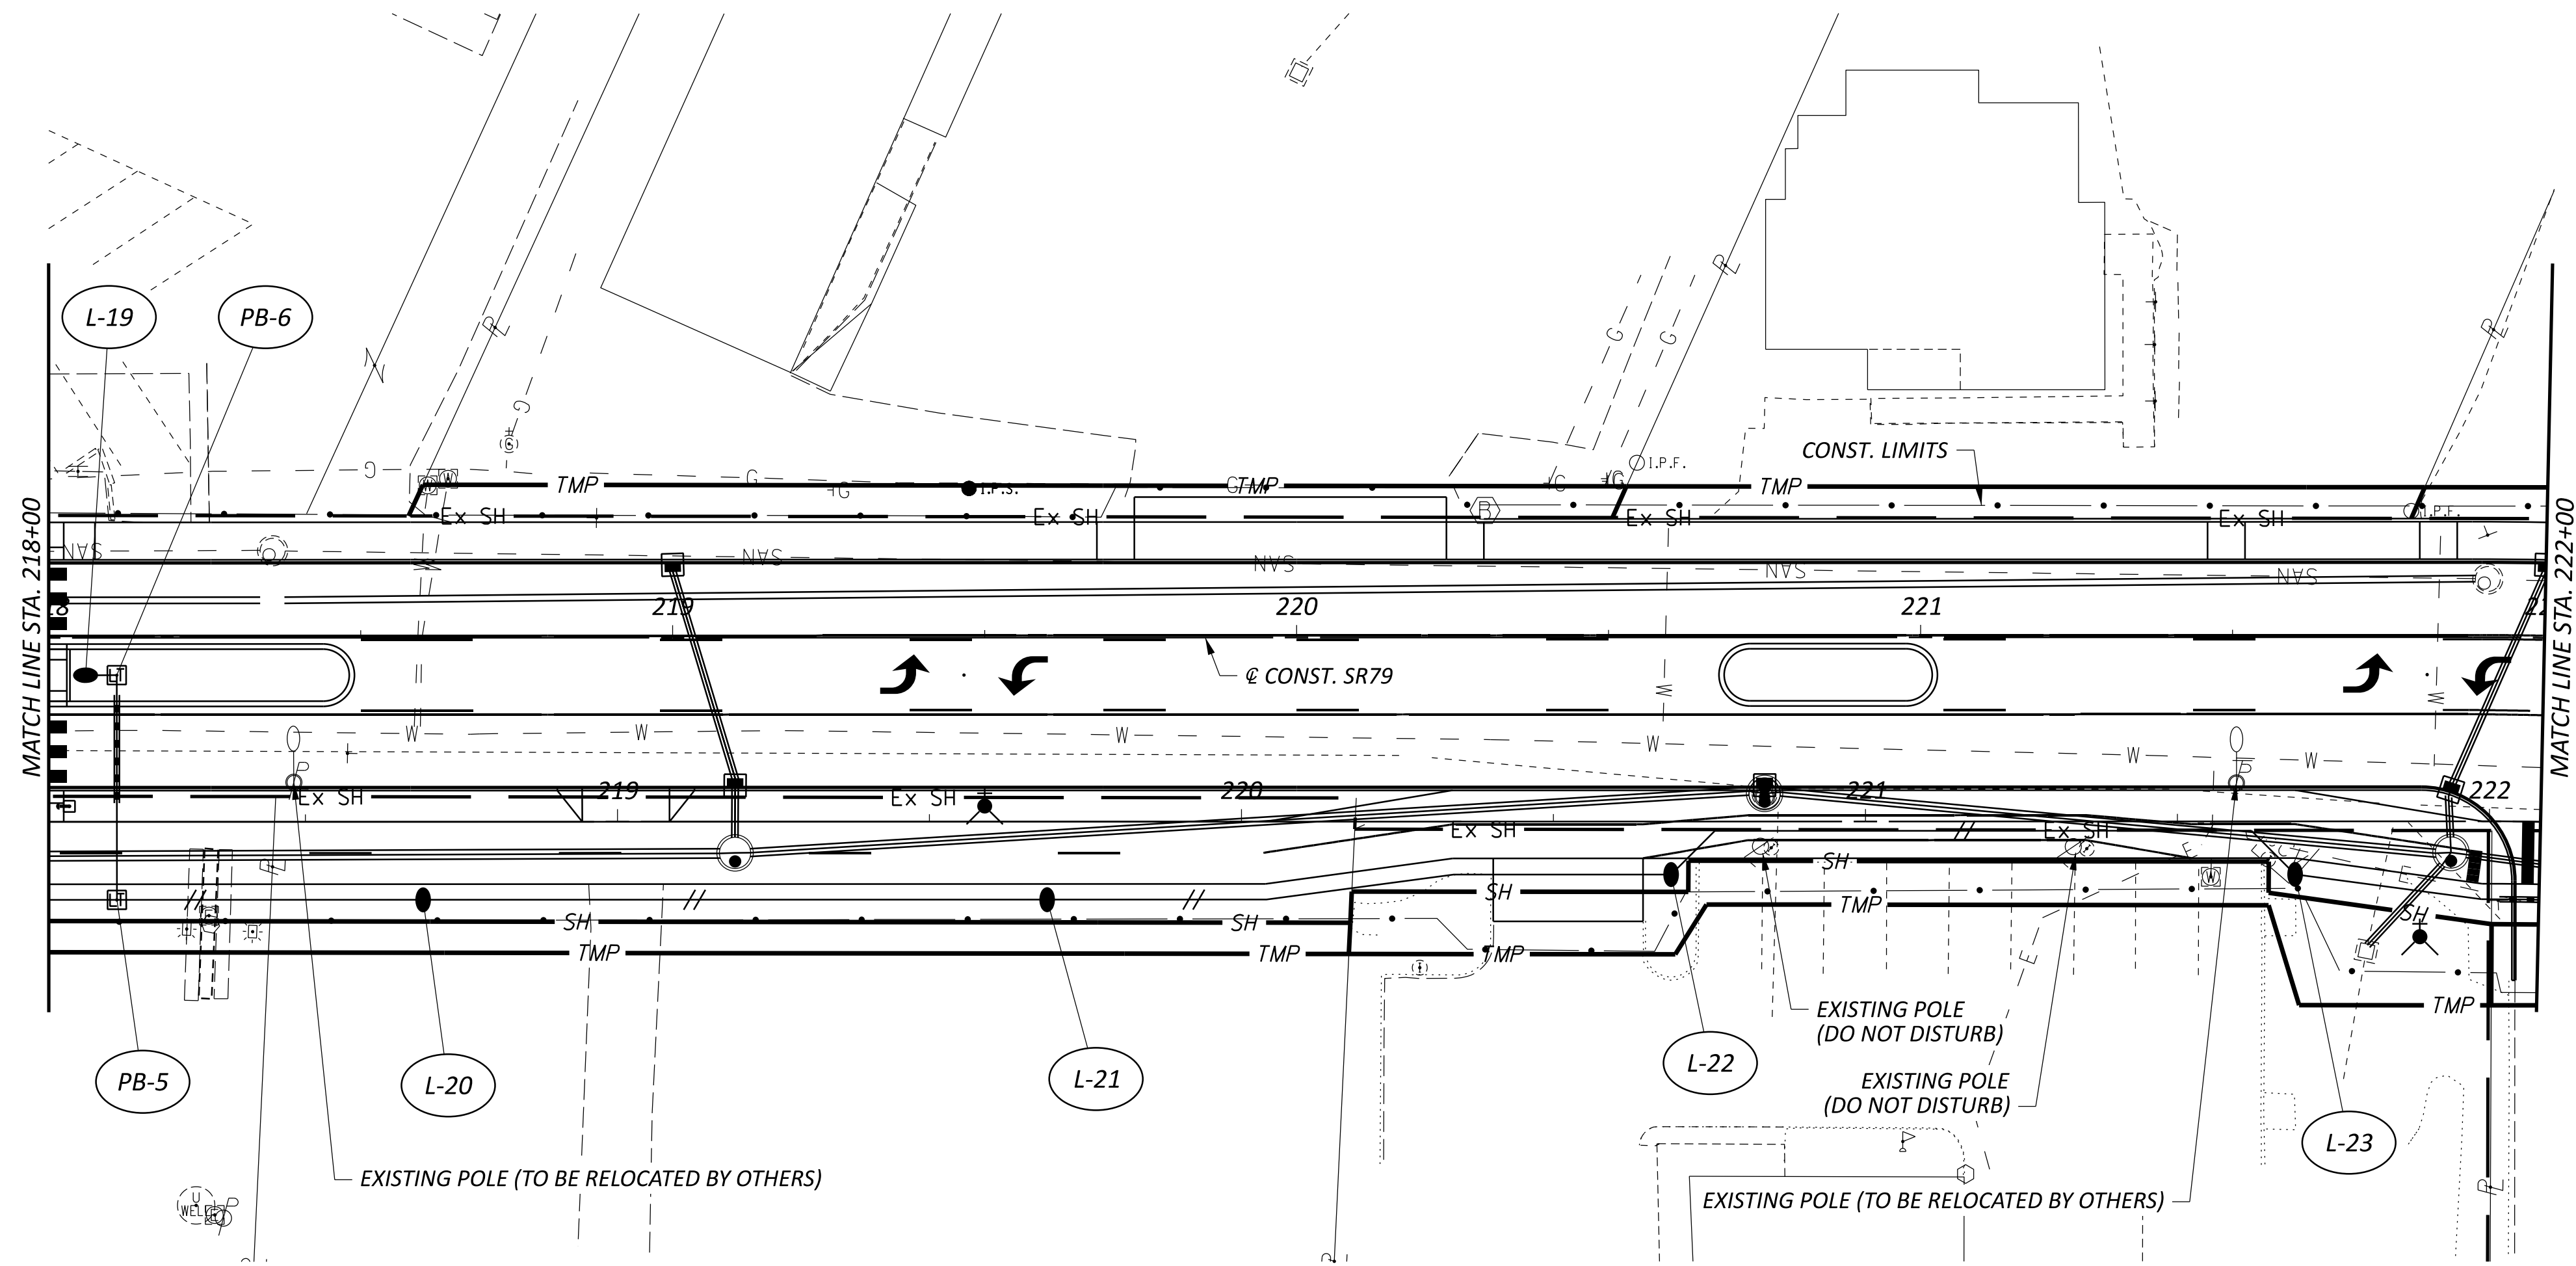 L-19
PB-6
MATCH LINE STA. 218+00
MATCH LINE STA. 222+00
CONST. LIMITS
TMP
TMP
TMP
I.P.S.
I.P.F.
I.P.F.
Ex SH
Ex SH
Ex SH
Ex SH
B
G
G
G
G
G
G
G
G
G
W
W
SAN
SAN
SAN
SAN
SAN
219
220
221
LT
℄ CONST. SR79
W
W
W
W
W
W
W
W
W
P
P
Ex SH
219
Ex SH
220
221
222
Ex SH
Ex SH
SH
SH
SH
SH
SH
LT
E
E
E
W
TMP
TMP
TMP
TMP
TMP
EXISTING POLE
(DO NOT DISTURB)
EXISTING POLE
(DO NOT DISTURB)
PB-5
L-20
L-21
L-22
L-23
EXISTING POLE (TO BE RELOCATED BY OTHERS)
EXISTING POLE (TO BE RELOCATED BY OTHERS)
U
WELL